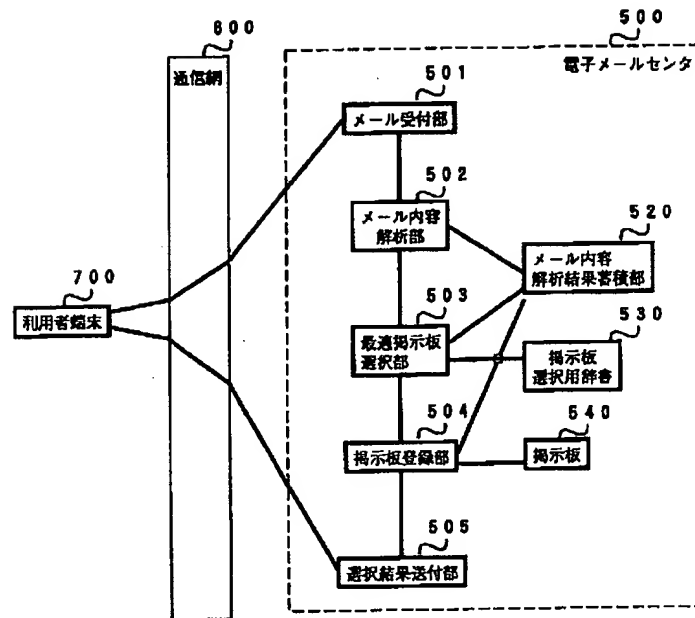 600
500
通信網
電子メールセンタ
501
メール受付部
502
メール内容
解析部
520
メール内容
解析結果蓄積部
700
利用者端末
503
最適掲示板
選択部
530
掲示板
選択用辞書
504
掲示板登録部
540
掲示板
505
選択結果送付部